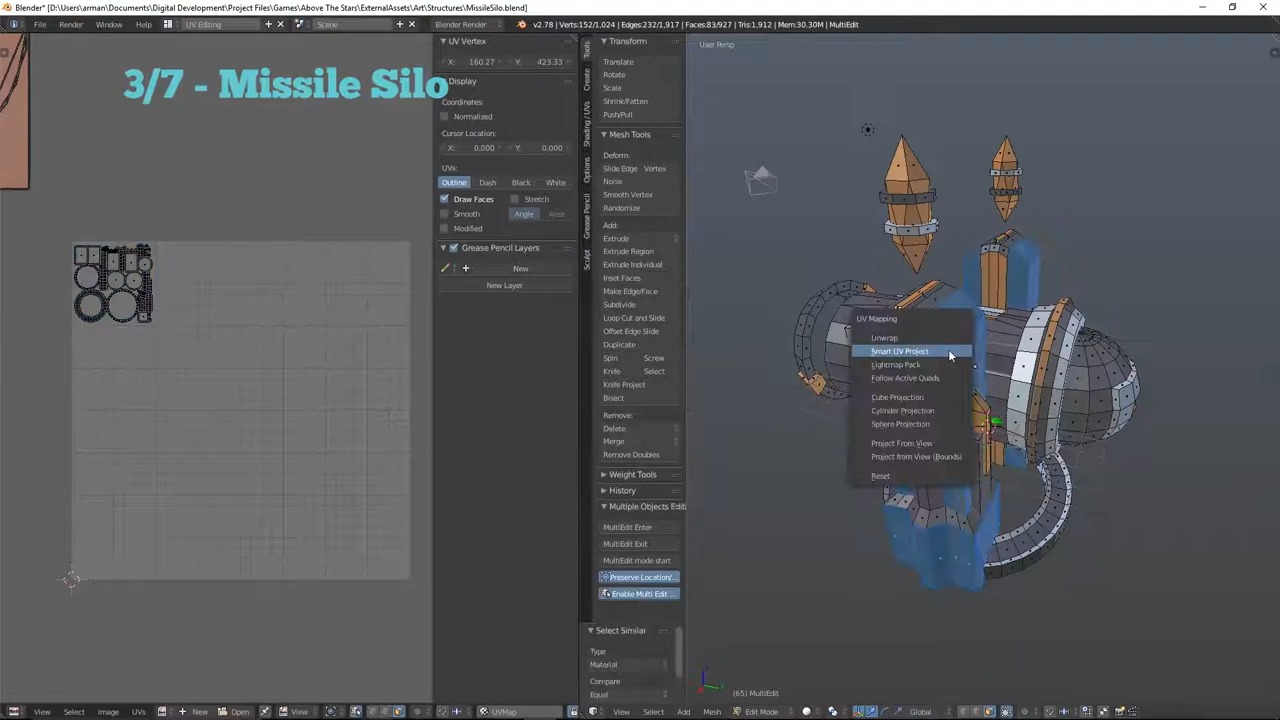 Blender* [D:\Users\arman\Documents\Digital Development\Project Files\Games\Above The Stars\ExternalAssets\Art\Structures\MissileSilo.blend]
File Render Window Help UV Editing Scene Blender Render v2.78 | Verts:152/1,024 | Edges:232/1,917 | Faces:83/927 | Tris:1,912 | Mem:30.30M | MultiEdit
3/7 - Missile Silo
UV Vertex
X: 160.27 Y: 423.33
Display
Coordinates:
Normalized
Cursor Location:
X: 0.000 Y: 0.000
UVs:
Outline Dash Black White
Draw Faces Stretch
Smooth Angle Area
Modified
Grease Pencil Layers
New
New Layer
Tools
Create
Shading / UVs
Options
Grease Pencil
Sculpt
Transform
Translate
Rotate
Scale
Shrink/Fatten
Push/Pull
Mesh Tools
Deform:
Slide Edge Vertex
Noise
Smooth Vertex
Randomize
Add:
Extrude
Extrude Region
Extrude Individual
Inset Faces
Make Edge/Face
Subdivide
Loop Cut and Slide
Offset Edge Slide
Duplicate
Spin Screw
Knife Select
Knife Project
Bisect
Remove:
Delete
Merge
Remove Doubles
Weight Tools
History
Multiple Objects Edit
MultiEdit Enter
MultiEdit Exit
MultiEdit mode start
Preserve Location/...
Enable Multi Edit ...
Select Similar
Type
Material
Compare
Equal
User Persp
UV Mapping
Unwrap
Smart UV Project
Lightmap Pack
Follow Active Quads
Cube Projection
Cylinder Projection
Sphere Projection
Project From View
Project from View (Bounds)
Reset
(65) MultiEdit
View Select Image UVs New Open View UVMap
View Select Add Mesh Edit Mode Global